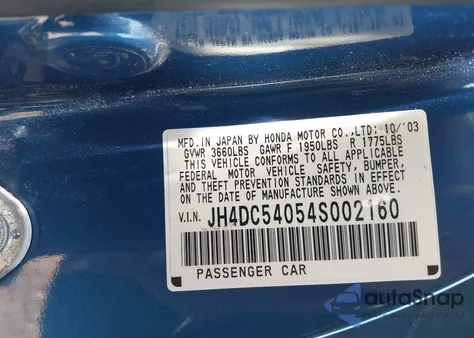 MFD. IN JAPAN BY HONDA MOTOR CO., LTD; 10/'03
GVWR 3660LBS GAWR F 1950LBS R 1775LBS
THIS VEHICLE CONFORMS TO ALL APPLICABLE
FEDERAL MOTOR VEHICLE SAFETY, BUMPER,
AND THEFT PREVENTION STANDARDS IN EFFECT
ON THE DATE OF MANUFACTURE SHOWN ABOVE.
V.I.N. JH4DC54054S002160
PASSENGER CAR
autoSnap